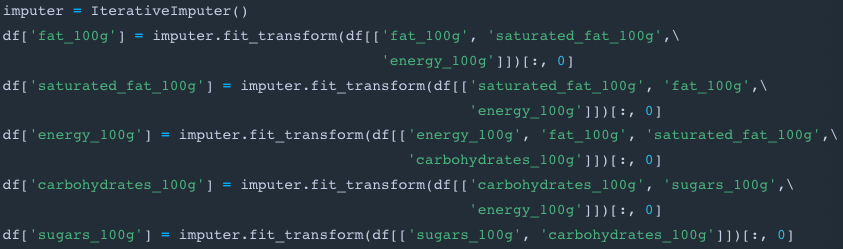 imputer = IterativeImputer()
df['fat_100g'] = imputer.fit_transform(df[['fat_100g', 'saturated_fat_100g',\
'energy_100g']])[:, 0]
df['saturated_fat_100g'] = imputer.fit_transform(df[['saturated_fat_100g', 'fat_100g',\
'energy_100g']])[:, 0]
df['energy_100g'] = imputer.fit_transform(df[['energy_100g', 'fat_100g', 'saturated_fat_100g',\
'carbohydrates_100g']])[:, 0]
df['carbohydrates_100g'] = imputer.fit_transform(df[['carbohydrates_100g', 'sugars_100g',\
'energy_100g']])[:, 0]
df['sugars_100g'] = imputer.fit_transform(df[['sugars_100g', 'carbohydrates_100g']])[:, 0]